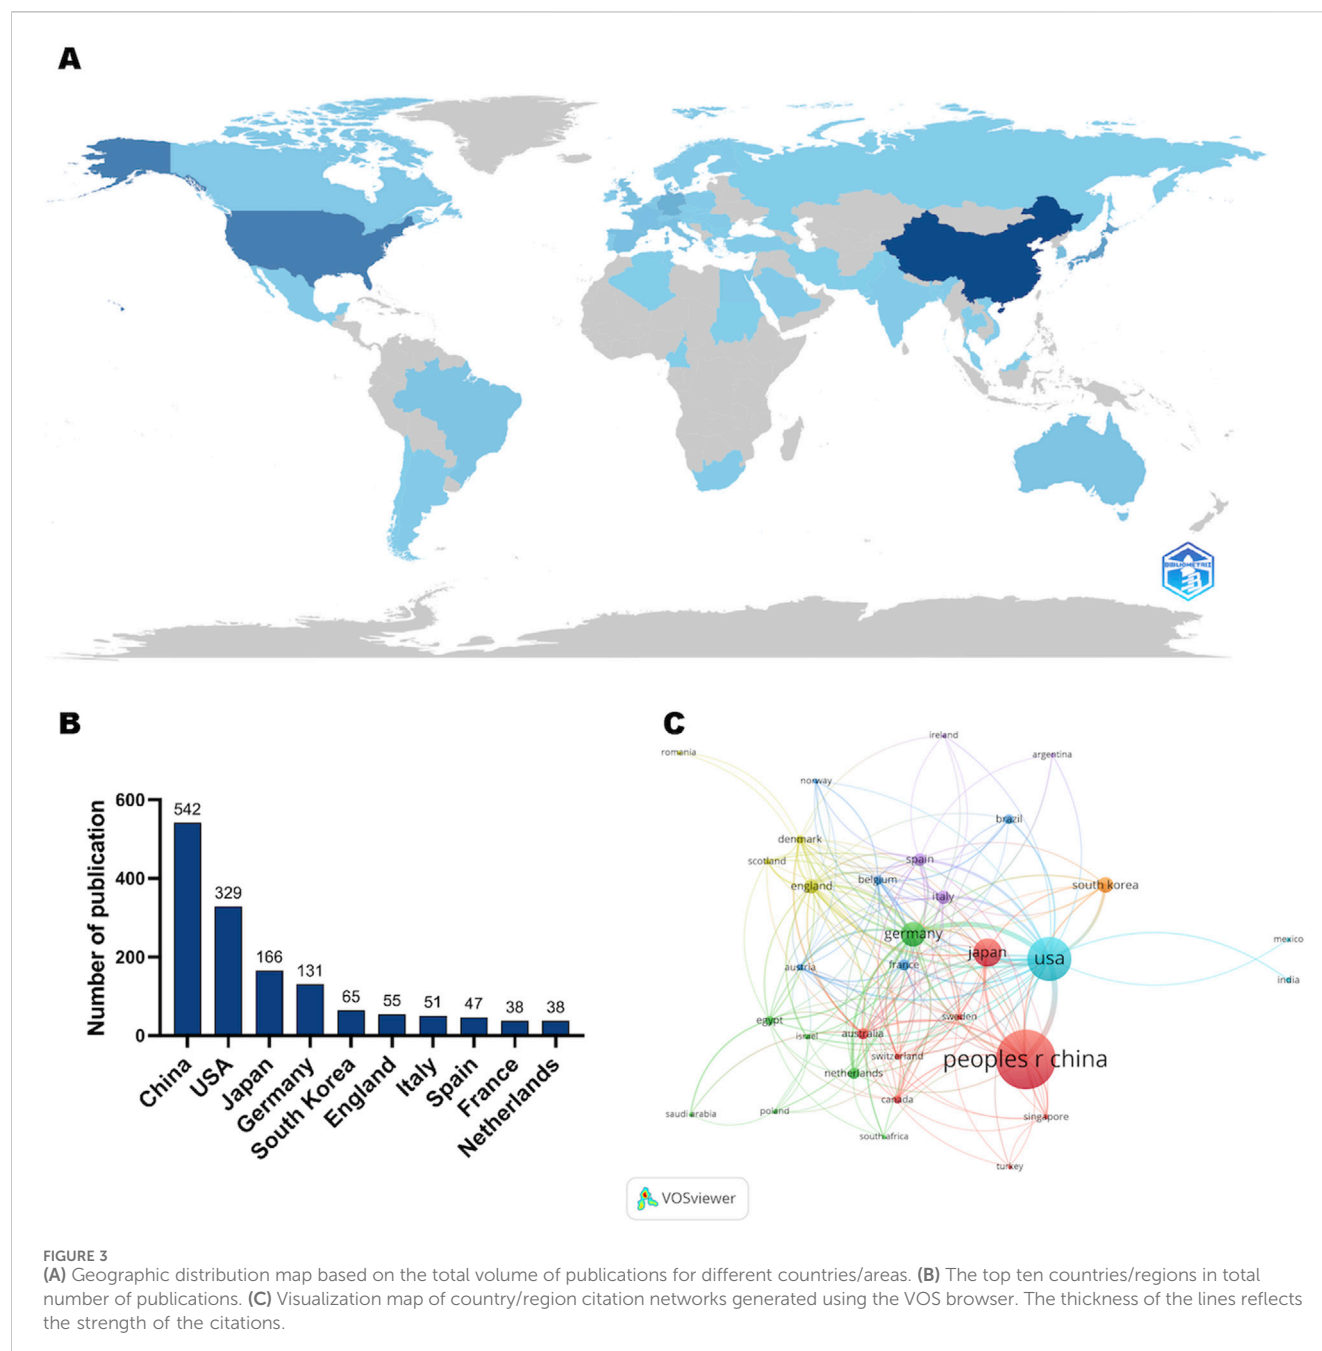 A
BIBLIOMETRIX
B
Number of publication
600
400
200
0
542
329
166
131
65
55
51
47
38
38
China
USA
Japan
Germany
South Korea
England
Italy
Spain
France
Netherlands
C
romania
ireland
argentina
norway
brazil
denmark
scotland
spain
belgium
england
italy
south korea
germany
japan
usa
mexico
austria
france
india
egypt
sweden
israel
australia
switzerland
peoples r china
netherlands
canada
saudi arabia
poland
singapore
south africa
turkey
VOSviewer
FIGURE 3
(A) Geographic distribution map based on the total volume of publications for different countries/areas. (B) The top ten countries/regions in total
number of publications. (C) Visualization map of country/region citation networks generated using the VOS browser. The thickness of the lines reflects
the strength of the citations.